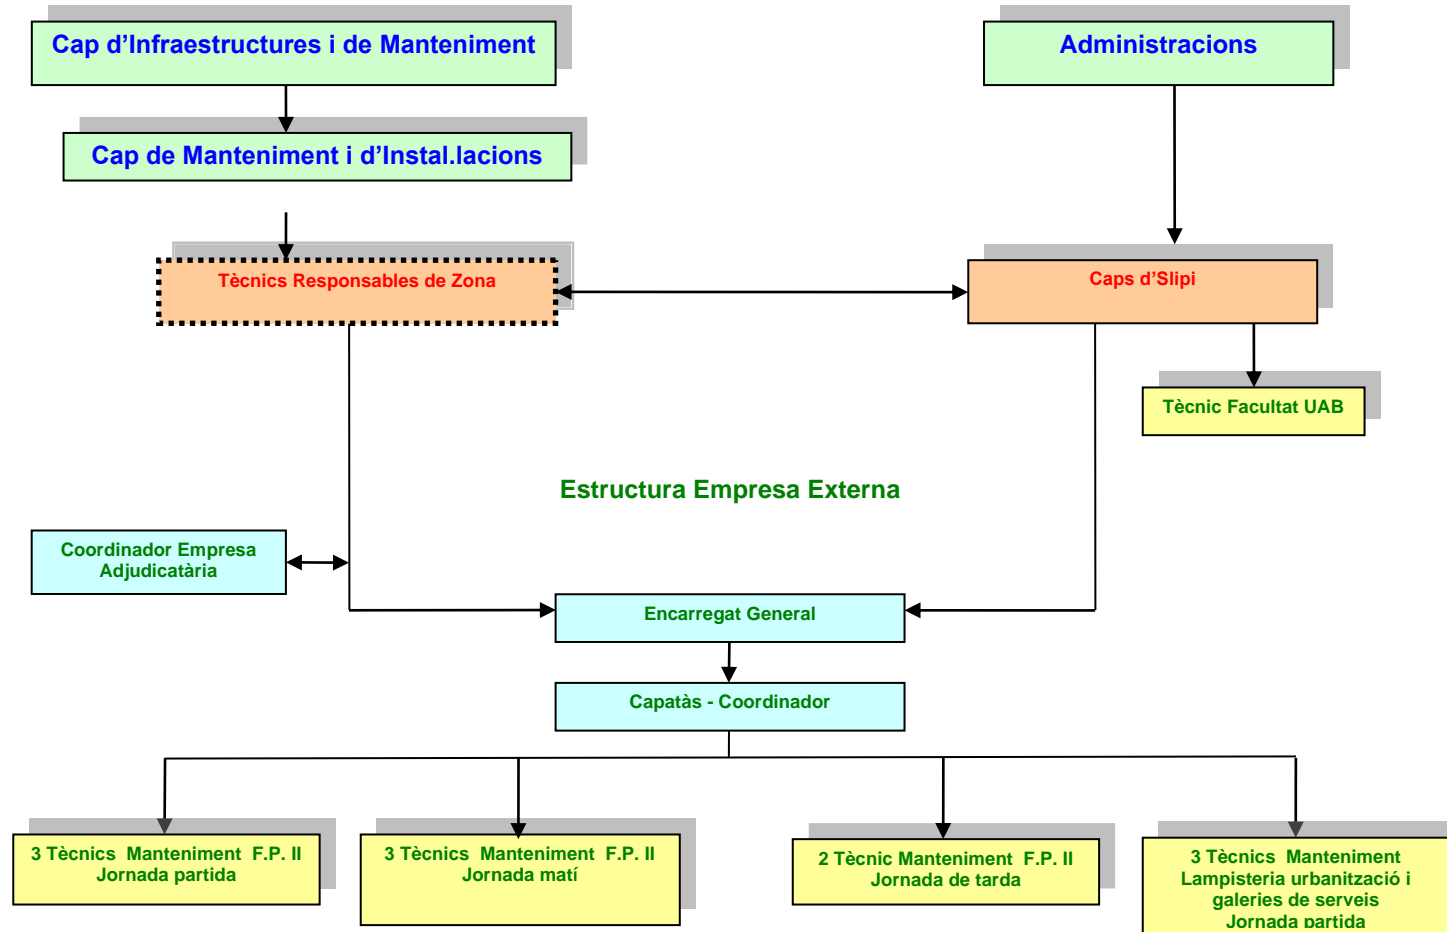 Cap d’Infraestructures i de Manteniment
Administracions
Cap de Manteniment i d’Instal.lacions
Tècnics Responsables de Zona
Caps d’Slipi
Tècnic Facultat UAB
Estructura Empresa Externa
Coordinador Empresa
Adjudicatària
Encarregat General
Capatàs - Coordinador
3 Tècnics  Manteniment  F.P. II
Jornada partida
3 Tècnics  Manteniment  F.P. II
Jornada matí
2 Tècnic Manteniment  F.P. II
Jornada de tarda
3 Tècnics  Manteniment
Lampisteria urbanització i
galeries de serveis
Jornada partida